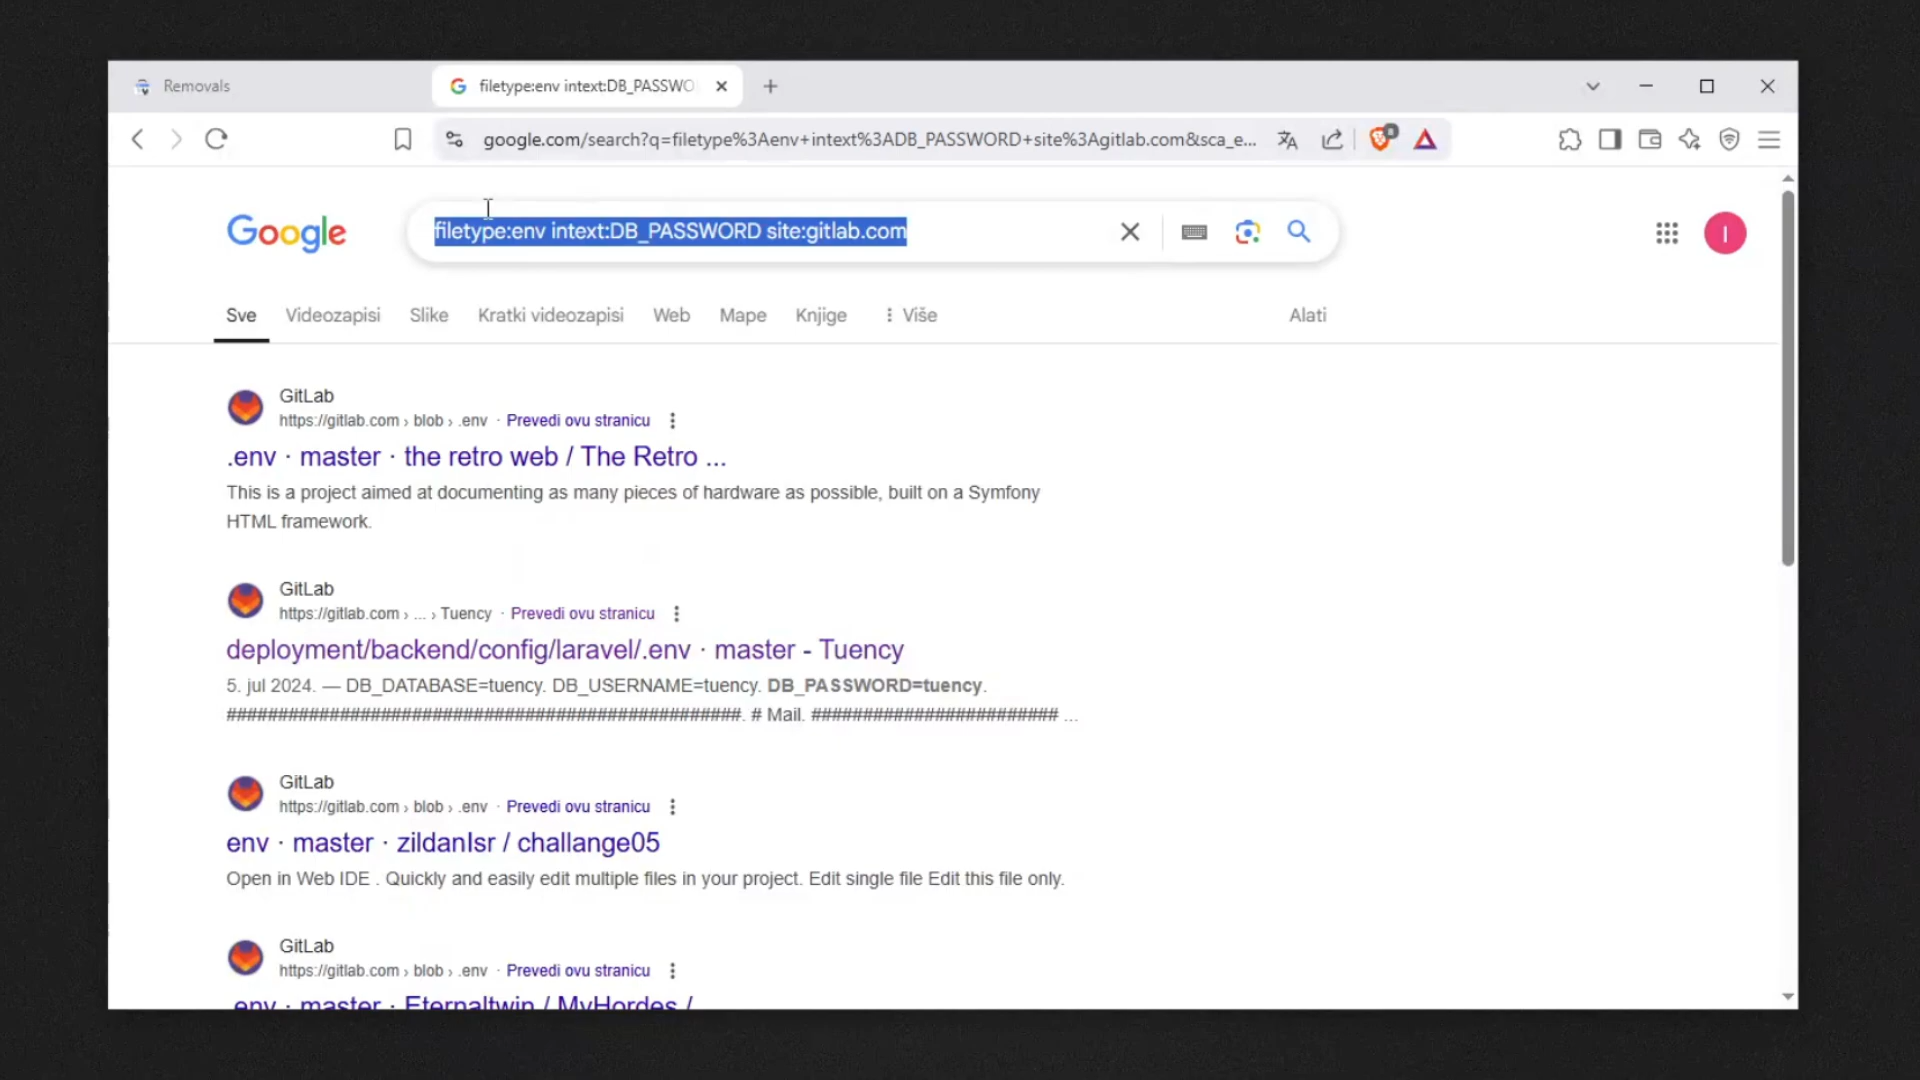 Removals
filetype:env intext:DB_PASSWO
google.com/search?q=filetype%3Aenv+intext%3ADB_PASSWORD+site%3Agitlab.com&sca_e...
8
Google
filetype:env intext:DB_PASSWORD site:gitlab.com
I
Sve Videozapisi Slike Kratki videozapisi Web Mape Knjige Više Alati
GitLab
https://gitlab.com › blob › .env · Prevedi ovu stranicu
.env · master · the retro web / The Retro ...
This is a project aimed at documenting as many pieces of hardware as possible, built on a Symfony
HTML framework.
GitLab
https://gitlab.com › ... › Tuency · Prevedi ovu stranicu
deployment/backend/config/laravel/.env · master - Tuency
5. jul 2024. — DB_DATABASE=tuency. DB_USERNAME=tuency. DB_PASSWORD=tuency.
################################################## . # Mail. ######################## ...
GitLab
https://gitlab.com › blob › .env · Prevedi ovu stranicu
env · master · zildanlsr / challange05
Open in Web IDE . Quickly and easily edit multiple files in your project. Edit single file Edit this file only.
GitLab
https://gitlab.com › blob › .env · Prevedi ovu stranicu
.env · master · Eternaltwin / MyHordes /